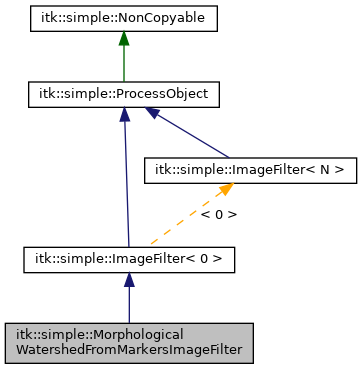 itk::simple::NonCopyable
itk::simple::ProcessObject
itk::simple::ImageFilter< N >
< 0 >
itk::simple::ImageFilter< 0 >
itk::simple::Morphological
WatershedFromMarkersImageFilter